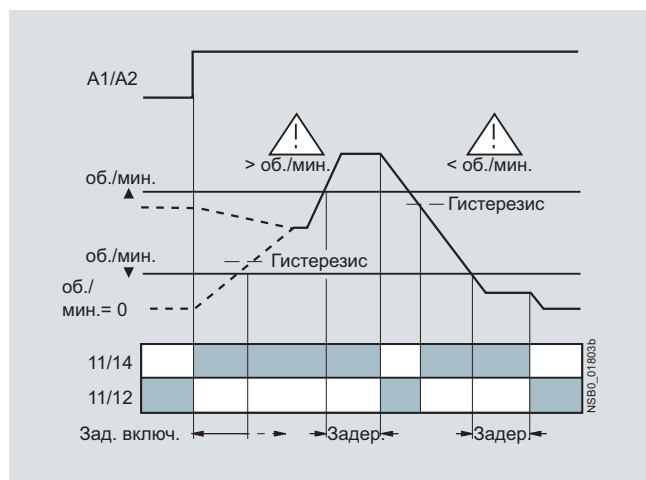 A1/A2
> об./мин.
< об./мин.
об./мин.
▲
Гистерезис
об./мин.
▼
Гистерезис
об./
мин.= 0
11/14
11/12
Зад. включ.
Задер.
Задер.
NSB0_01803b